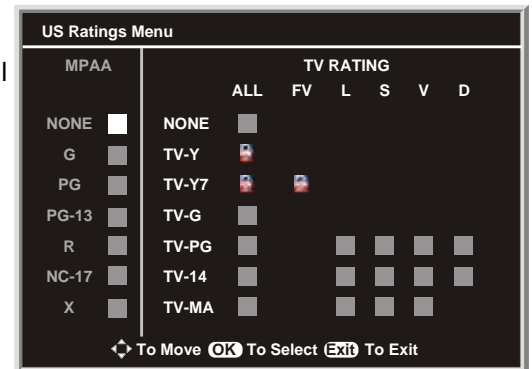 US Ratings Menu
MPAA TV RATING
ALL FV L S V D
NONE NONE
G TV-Y
PG TV-Y7
PG-13 TV-G
R TV-PG
NC-17 TV-14
X TV-MA
To Move OK To Select Exit To Exit